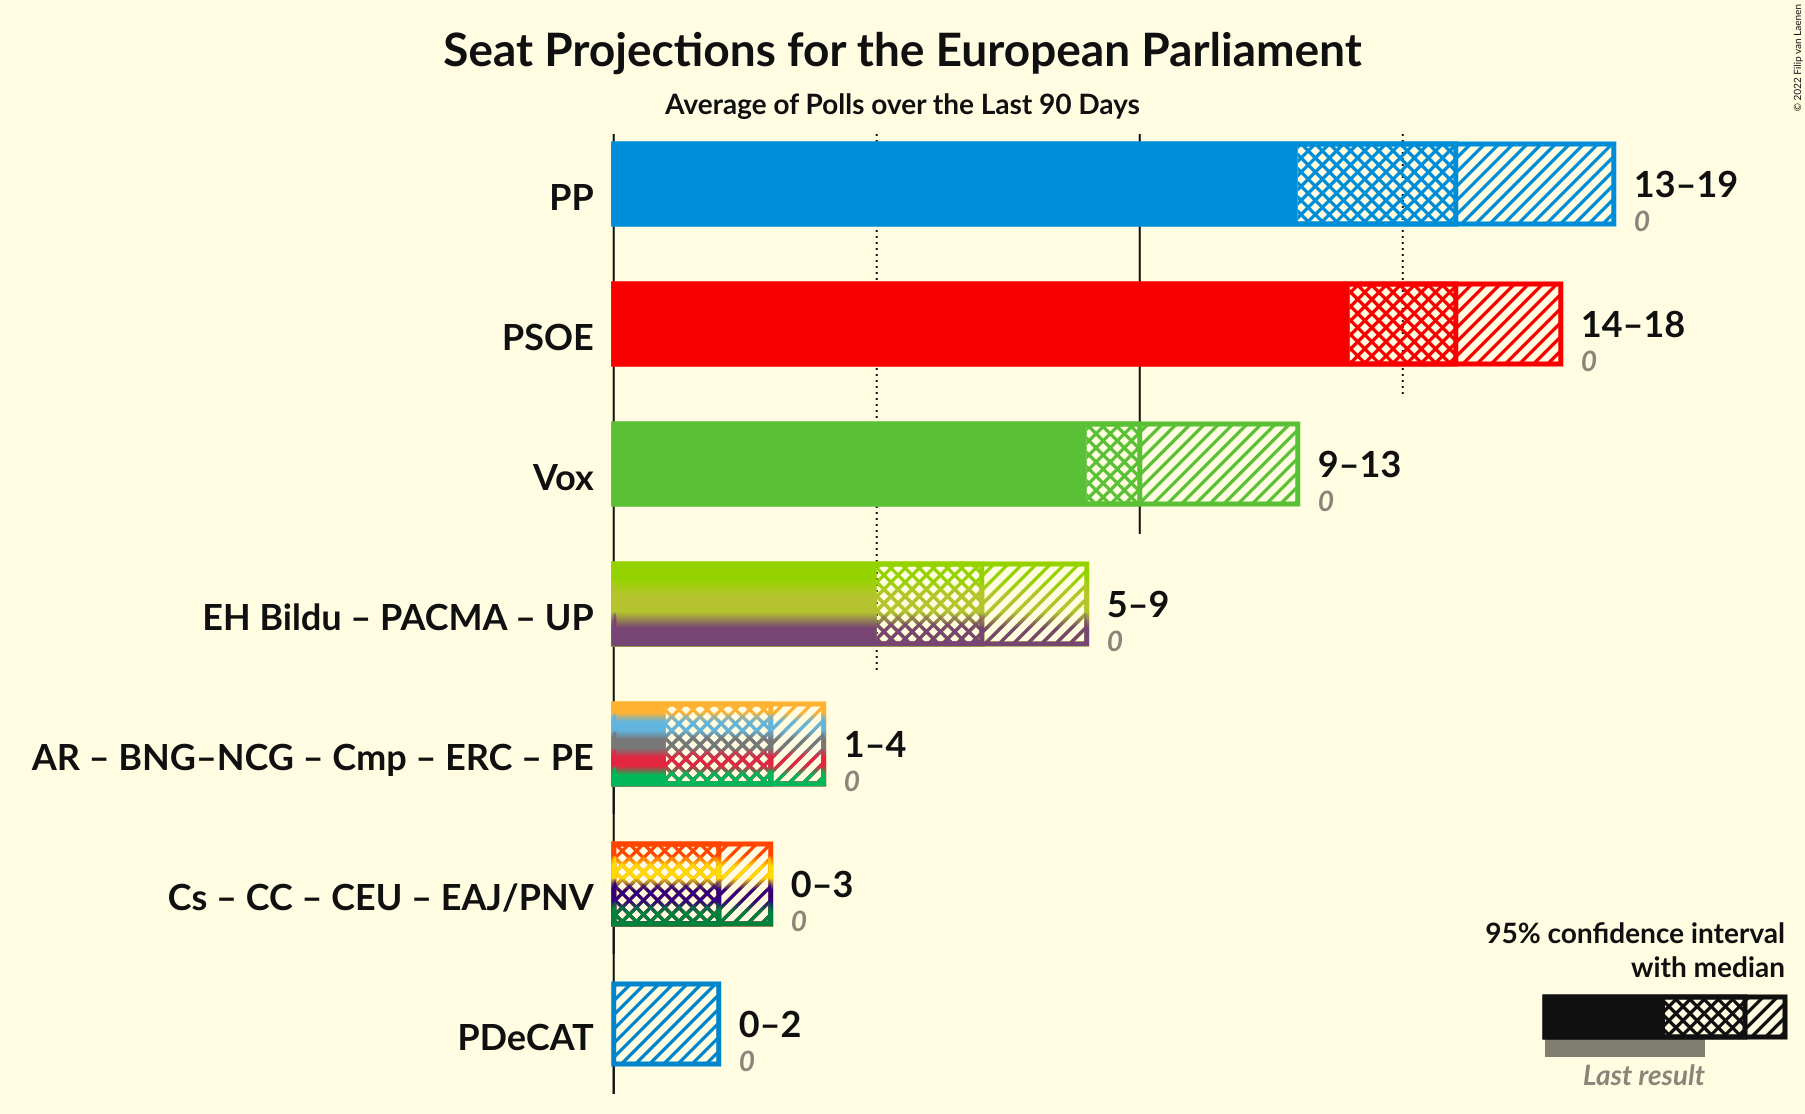 Seat Projections for the European Parliament
Average of Polls over the Last 90 Days
© 2022 Filip van Laenen
PP
13–19
0
PSOE
14–18
0
Vox
9–13
0
EH Bildu – PACMA – UP
5–9
0
AR – BNG–NCG – Cmp – ERC – PE
1–4
0
Cs – CC – CEU – EAJ/PNV
0–3
0
PDeCAT
0–2
0
95% confidence interval
with median
Last result